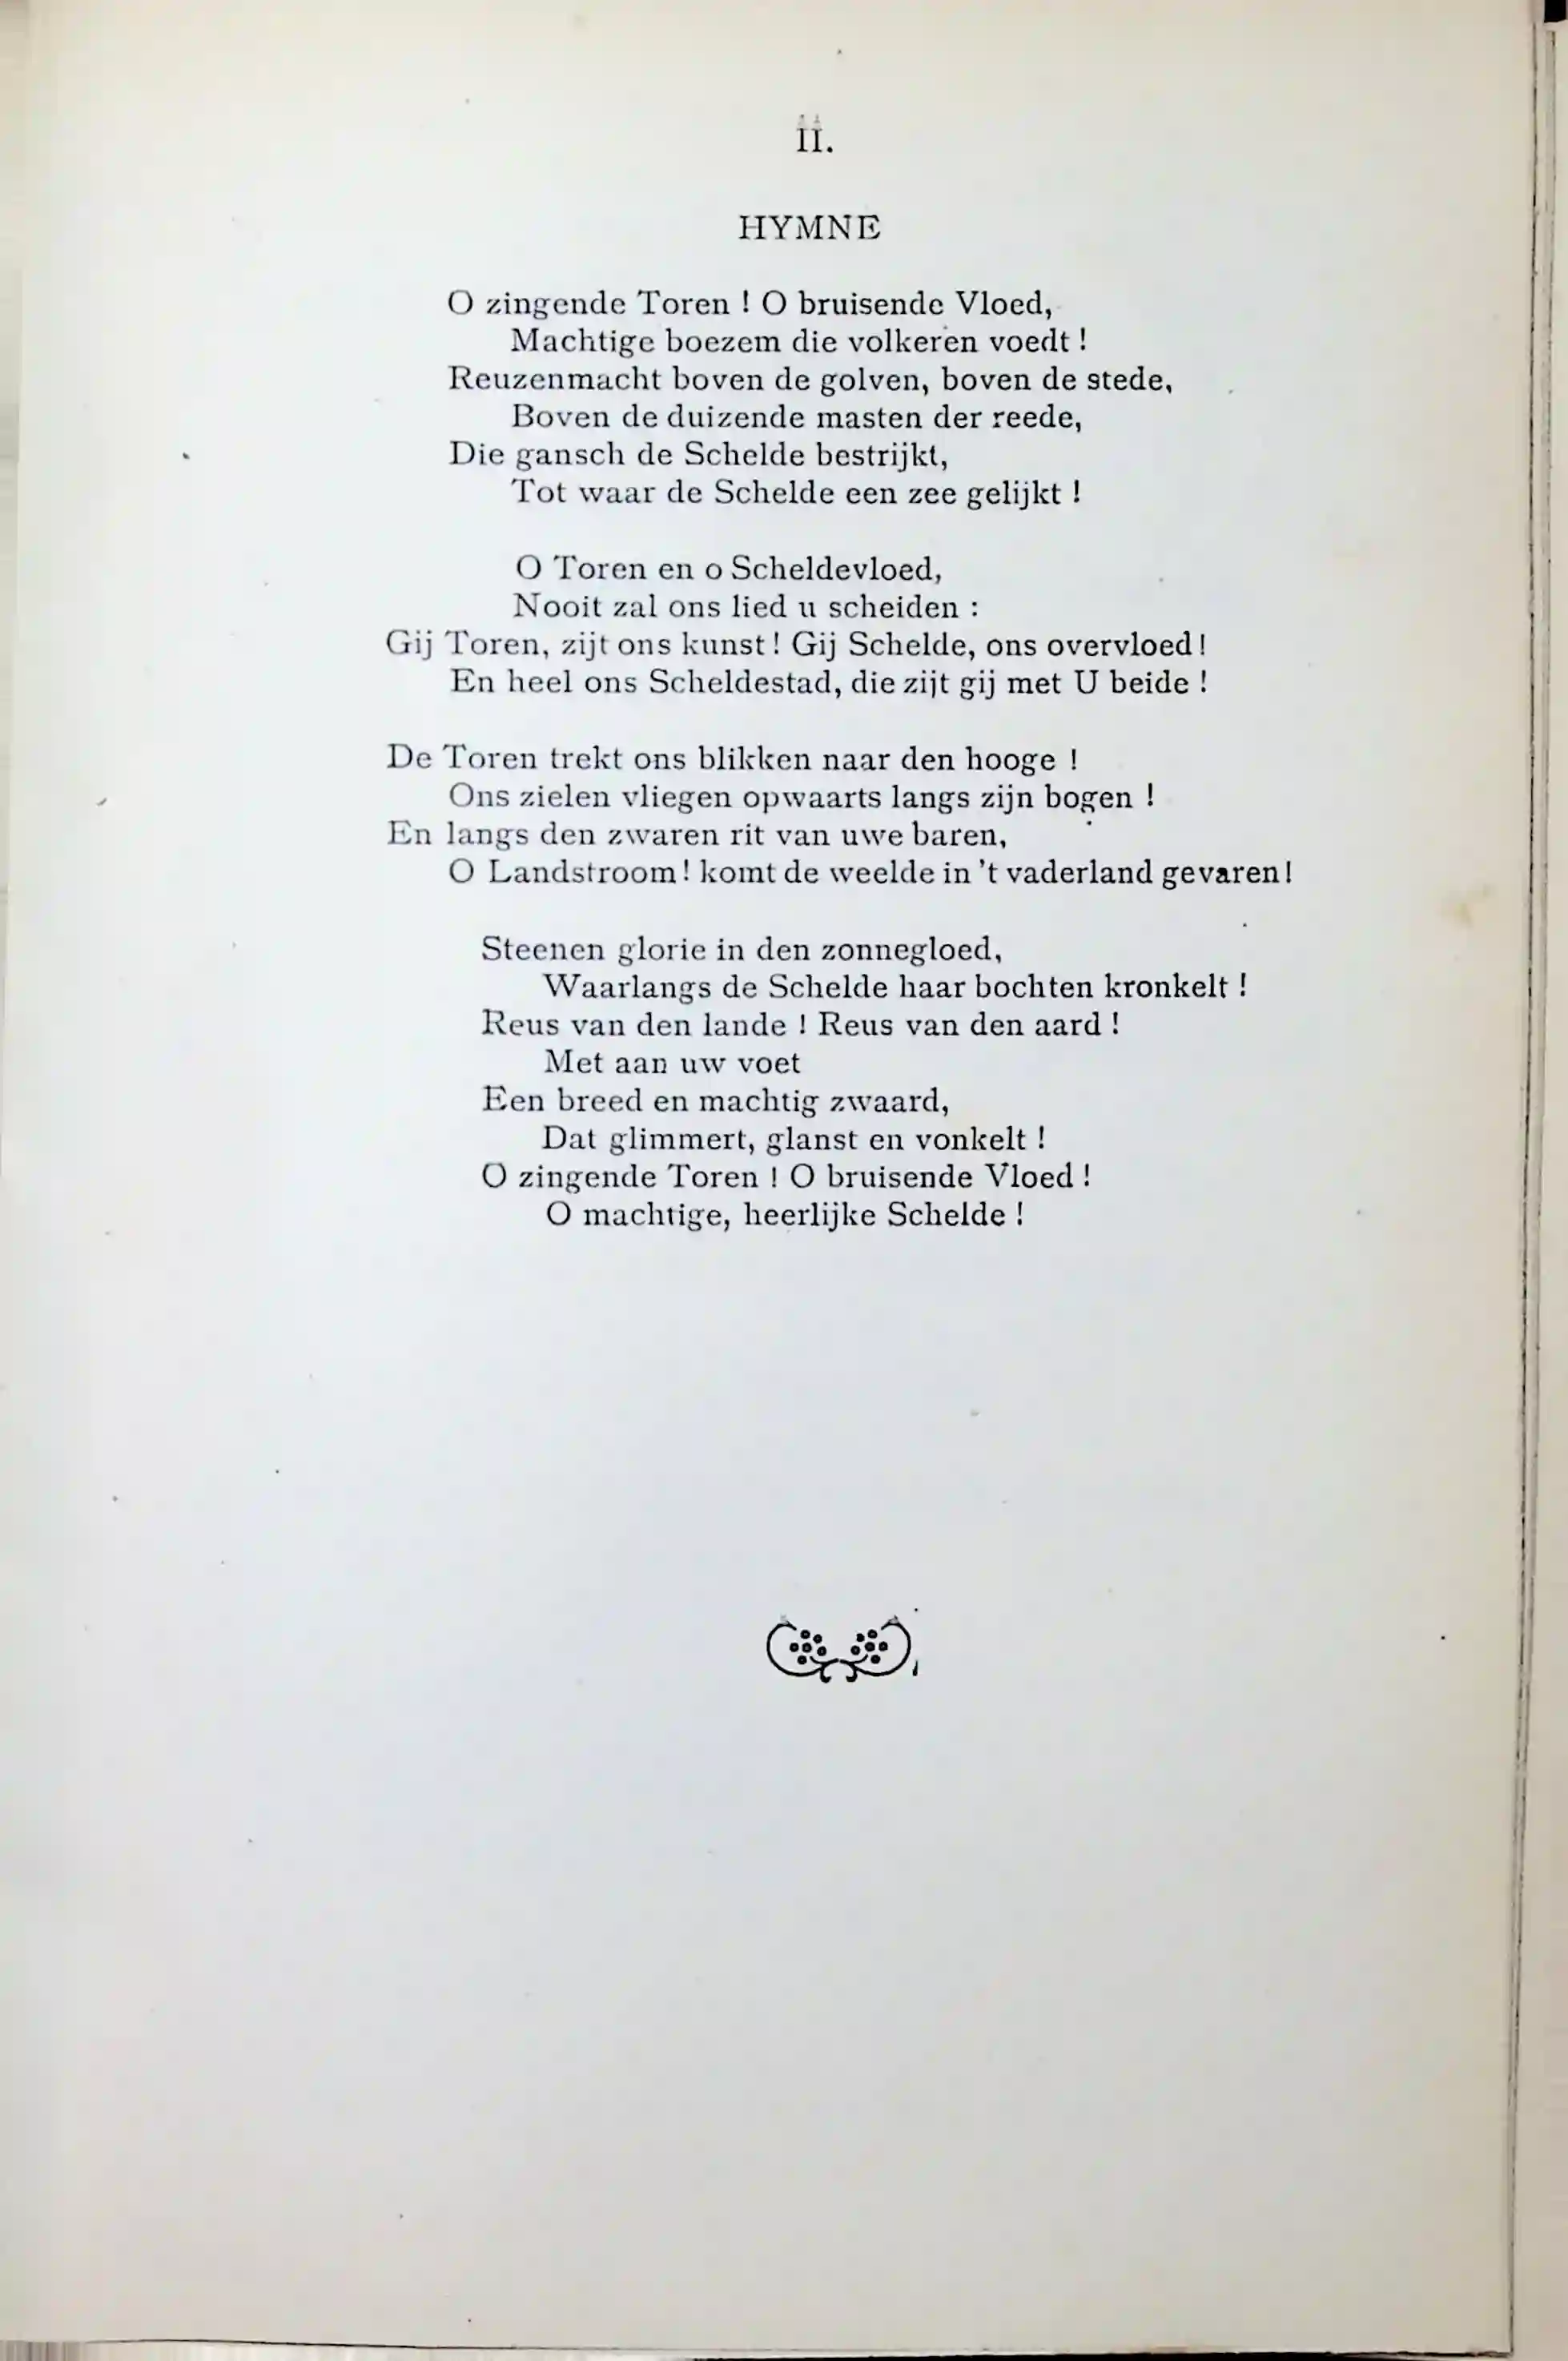 II.
HYMNE
O zingende Toren ! O bruisende Vloed,
Machtige boezem die volkeren voedt !
Reuzenmacht boven de golven, boven de stede,
Boven de duizende masten der reede,
Die gansch de Schelde bestrijkt,
Tot waar de Schelde een zee gelijkt !
O Toren en o Scheldevloed,
Nooit zal ons lied u scheiden :
Gij Toren, zijt ons kunst ! Gij Schelde, ons overvloed !
En heel ons Scheldestad, die zijt gij met U beide !
De Toren trekt ons blikken naar den hooge !
Ons zielen vliegen opwaarts langs zijn bogen !
En langs den zwaren rit van uwe baren,
O Landstroom ! komt de weelde in 't vaderland gevaren !
Steenen glorie in den zonnegloed,
Waarlangs de Schelde haar bochten kronkelt !
Reus van den lande ! Reus van den aard !
Met aan uw voet
Een breed en machtig zwaard,
Dat glimmert, glanst en vonkelt !
O zingende Toren ! O bruisende Vloed !
O machtige, heerlijke Schelde !